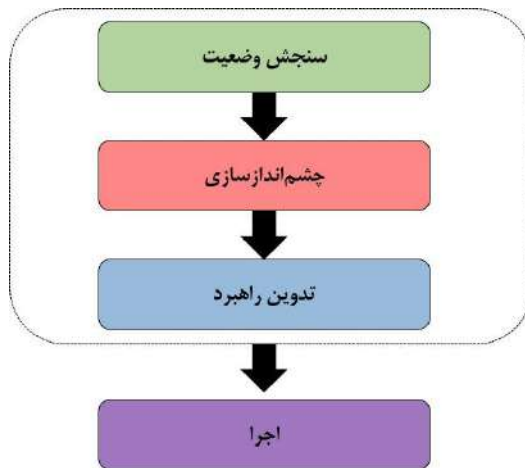 سنجش وضعیت
چشم‌اندازسازی
تدوین راهبرد
اجرا